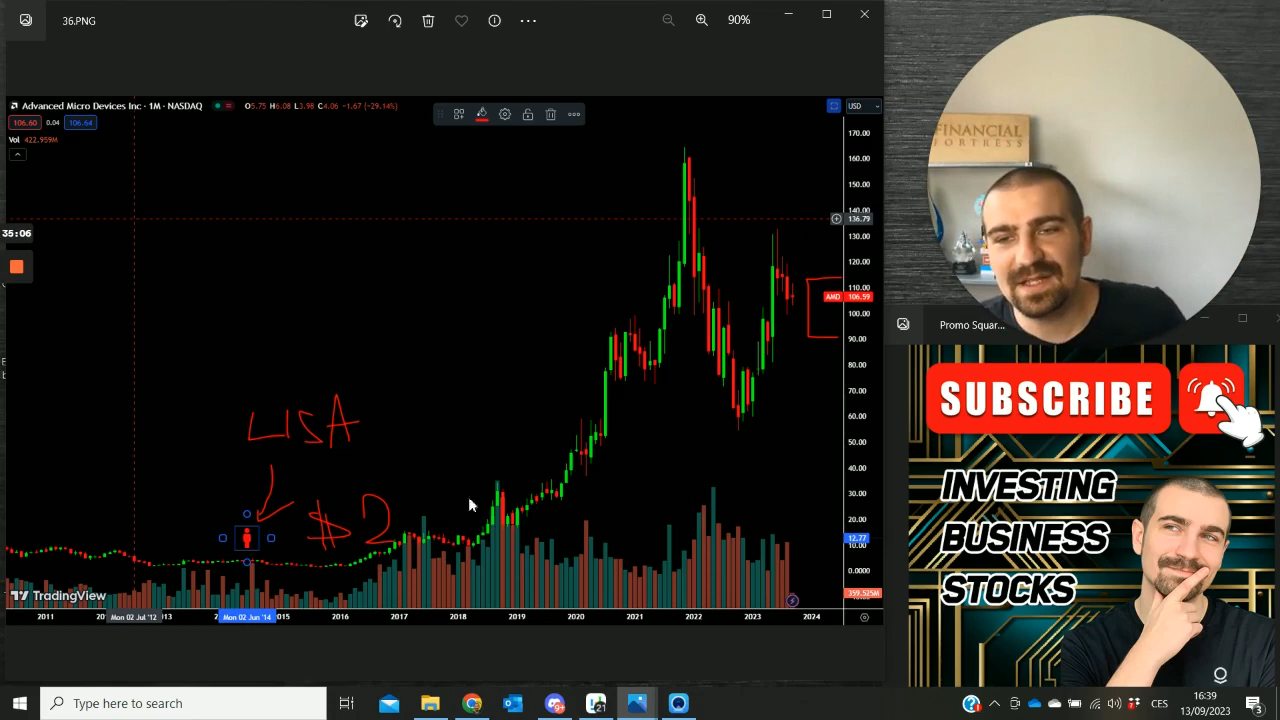 36.PNG
90%
Advanced Micro Devices Inc · 1M · NASDAQ
O5.75 H6.08 L3.98 C4.06 −1.67 (−29.14%)
USD
106.60 0.04 106.64
Vol 422.959M
170.00
160.00
150.00
140.00
136.79
130.00
120.00
110.00
AMD 106.59
100.00
90.00
80.00
70.00
60.00
50.00
40.00
30.00
20.00
12.77
10.00
0.0000
359.525M
35:06
LISA
$2
TradingView
2011
Mon 02 Jul '12
Mon 02 Jun '14
2016
2017
2018
2019
2020
2021
2022
2023
2024
FINANCIAL
FORTRESS
Promo Squar...
SUBSCRIBE
INVESTING
BUSINESS
STOCKS
Type here to search
21
CES
16:39
13/09/2023
3